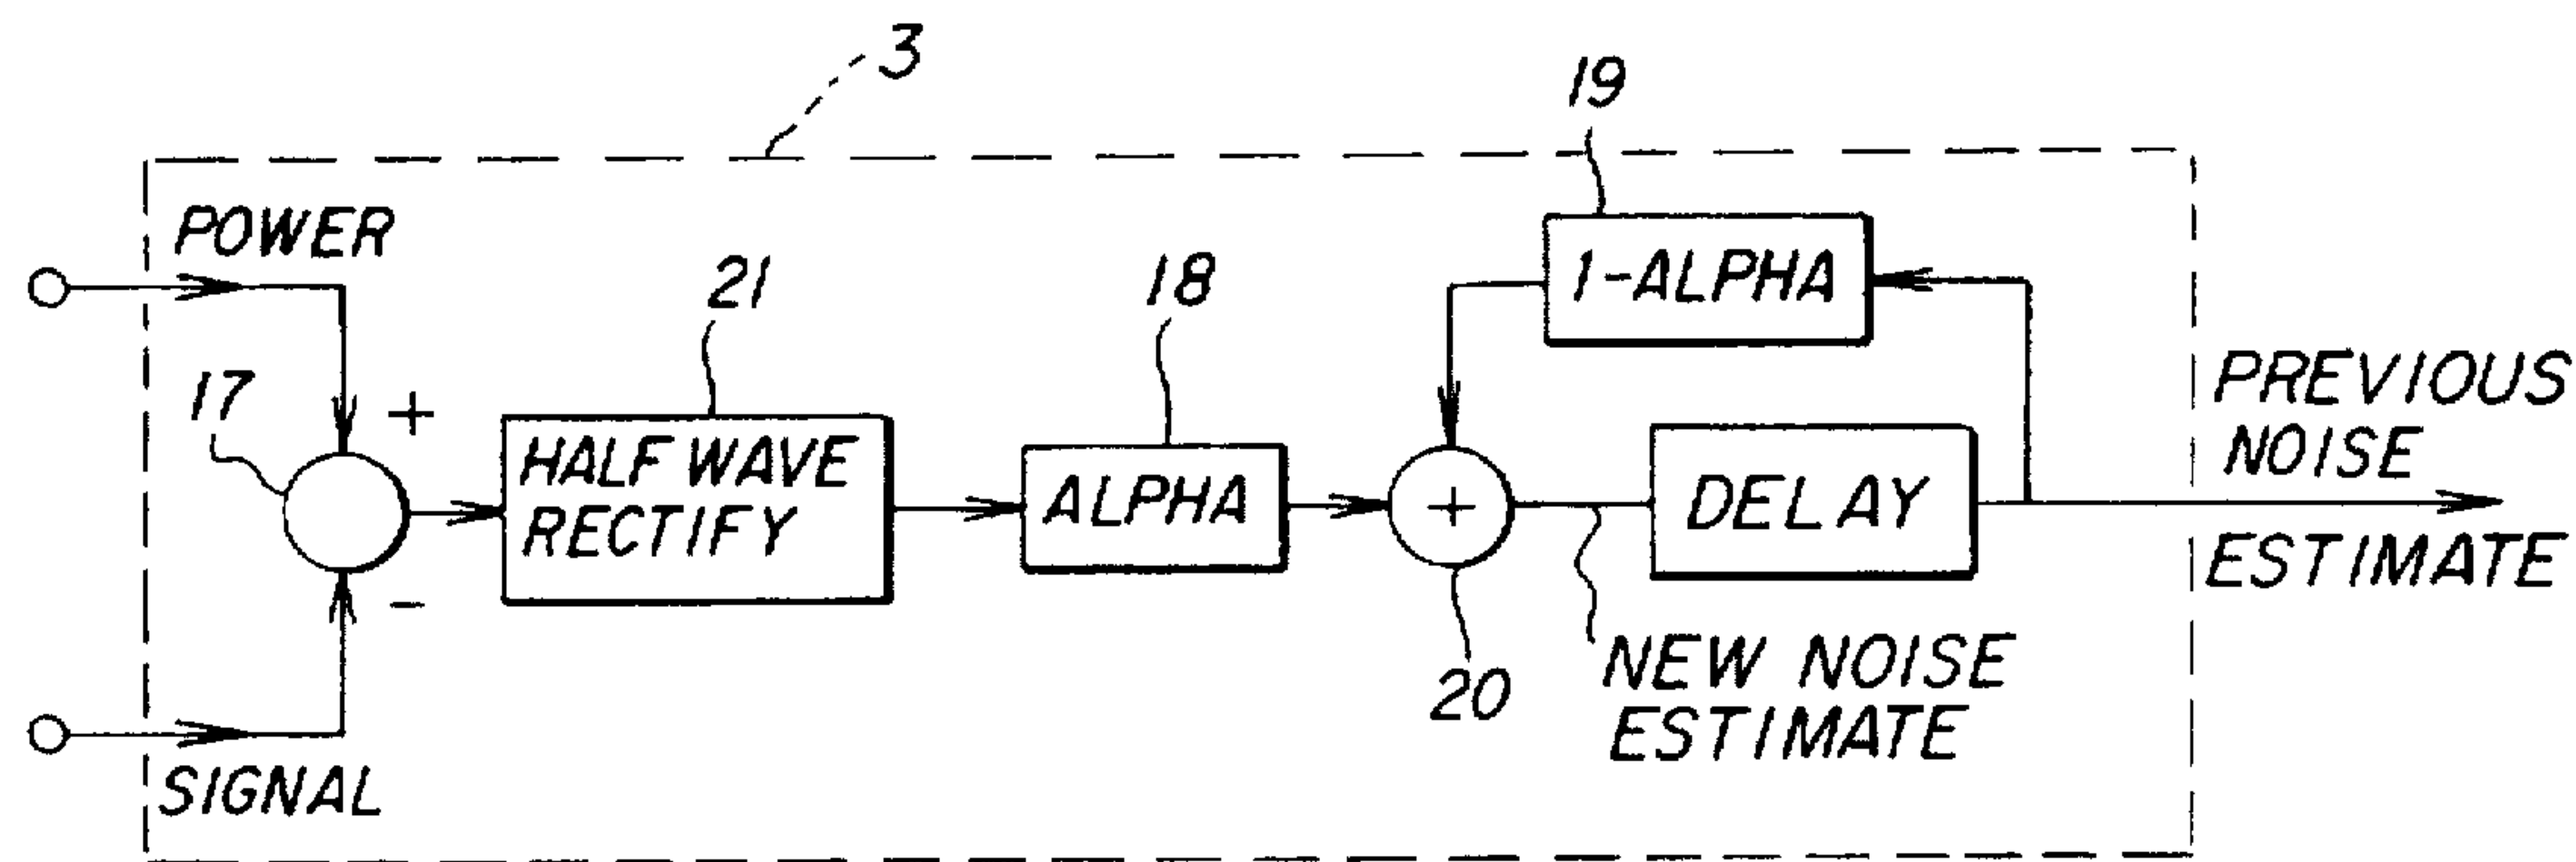 3
19
POWER
21
18
1-ALPHA
17
+
HALF WAVE
RECTIFY
ALPHA
+
DELAY
PREVIOUS
NOISE
ESTIMATE
-
20
NEW NOISE
ESTIMATE
SIGNAL